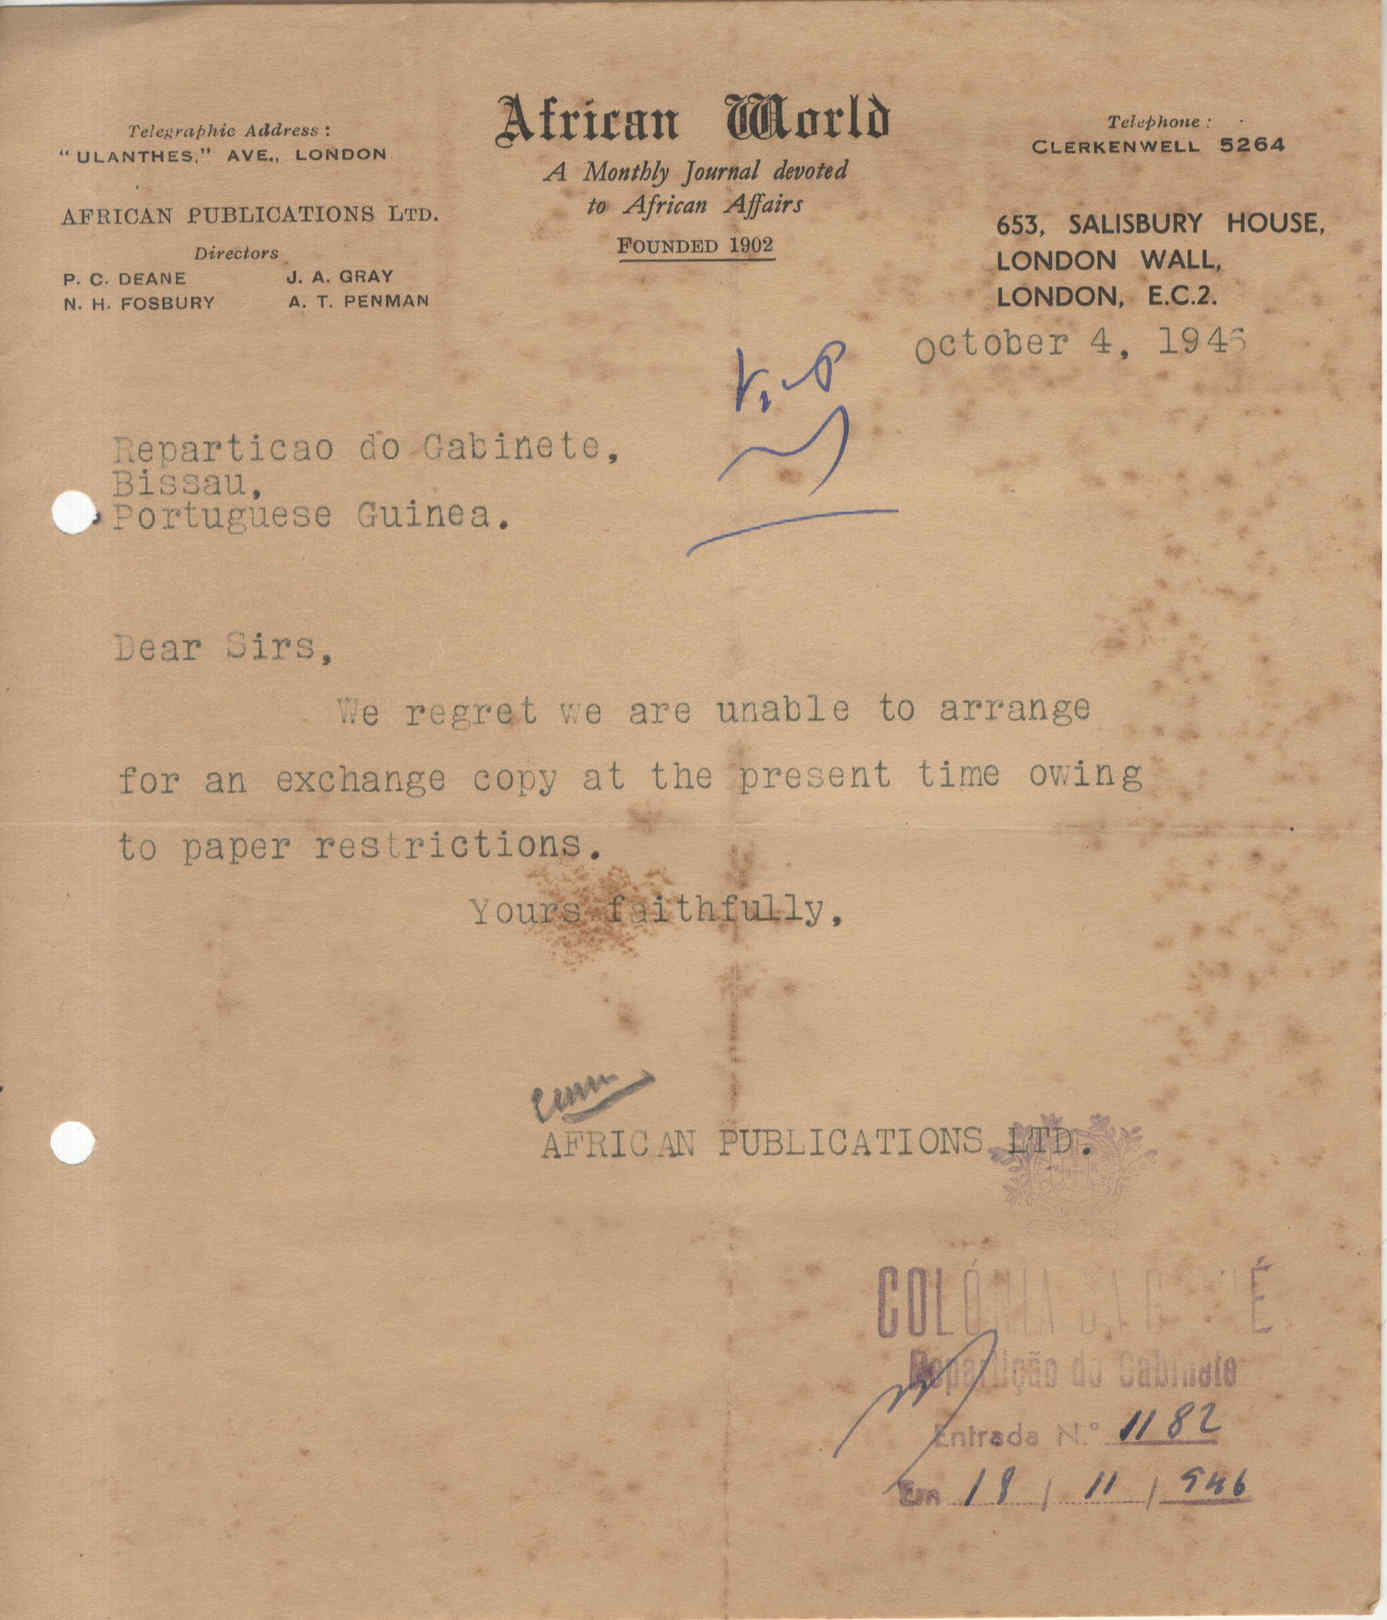 African World
A Monthly Journal devoted
to African Affairs
FOUNDED 1902
Telegraphic Address:
"ULANTHES," AVE., LONDON
AFRICAN PUBLICATIONS LTD.
Directors
P. C. DEANE J. A. GRAY
N. H. FOSBURY A. T. PENMAN
Telephone:
CLERKENWELL 5264
653, SALISBURY HOUSE,
LONDON WALL,
LONDON, E.C.2.
October 4, 1946
Reparticao do Gabinete,
Bissau,
Portuguese Guinea.
Dear Sirs,
We regret we are unable to arrange
for an exchange copy at the present time owing
to paper restrictions.
Yours faithfully,
AFRICAN PUBLICATIONS LTD.
COLÓNIA DA GUINÉ
Repartição do Gabinete
Entrada N.º 1182
Em 18 / 11 / 946